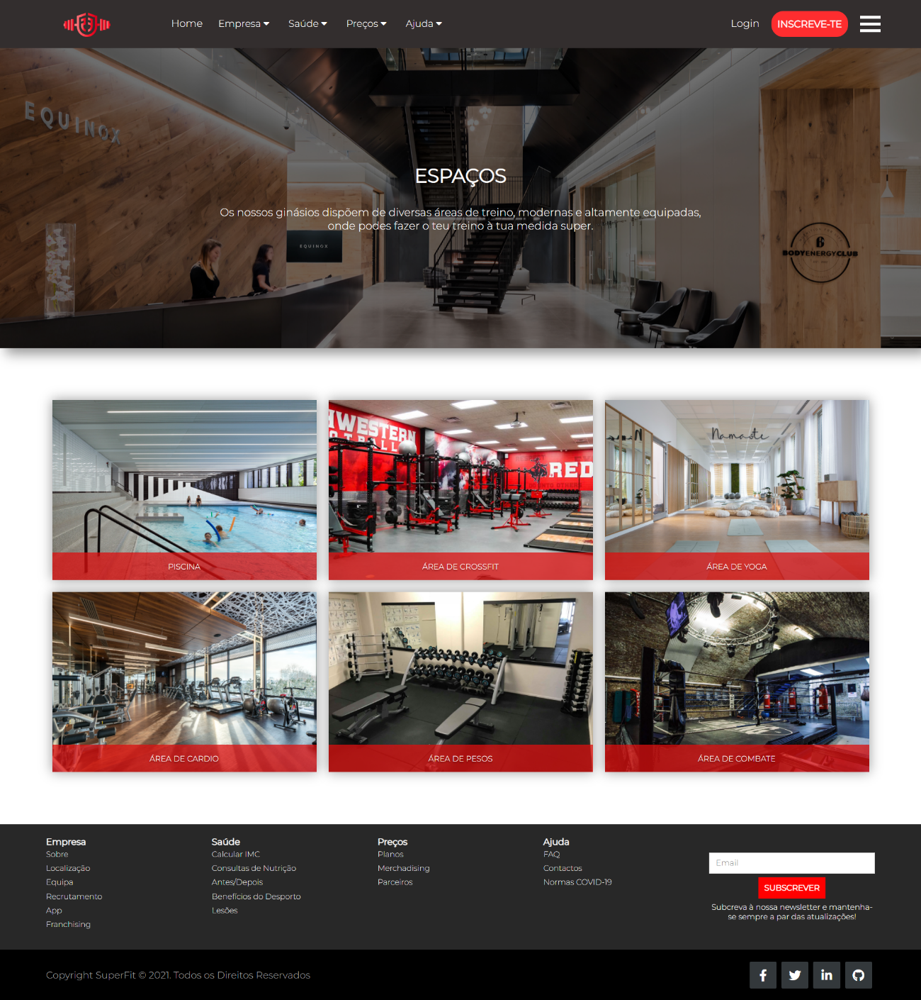 Home Empresa Saúde Preços Ajuda Login INSCREVE-TE
EQUINOX
ESPAÇOS
Os nossos ginásios dispõem de diversas áreas de treino, modernas e altamente equipadas,
onde podes fazer o teu treino à tua medida super.
EQUINOX
B
BODYENERGYCLUB
HWESTERN
RED
Namaste
PISCINA
ÁREA DE CROSSFIT
ÁREA DE YOGA
ÁREA DE CARDIO
ÁREA DE PESOS
ÁREA DE COMBATE
Empresa
Sobre
Localização
Equipa
Recrutamento
App
Franchising
Saúde
Calcular IMC
Consultas de Nutrição
Antes/Depois
Benefícios do Desporto
Lesões
Preços
Planos
Merchadising
Parceiros
Ajuda
FAQ
Contactos
Normas COVID-19
Email
SUBSCREVER
Subcreva à nossa newsletter e mantenha-
se sempre a par das atualizações!
Copyright SuperFit © 2021. Todos os Direitos Reservados